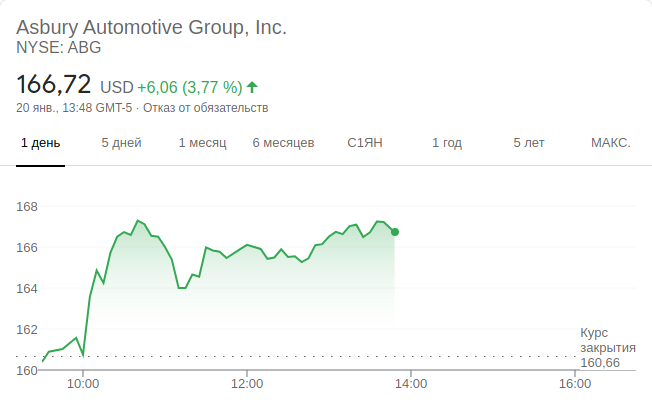 Asbury Automotive Group, Inc.
NYSE: ABG
166,72 USD +6,06 (3,77 %)
20 янв., 13:48 GMT-5 · Отказ от обязательств
1 день 5 дней 1 месяц 6 месяцев С1ЯН 1 год 5 лет МАКС.
168
166
164
162
Курс
закрытия
160,66
160
10:00 12:00 14:00 16:00